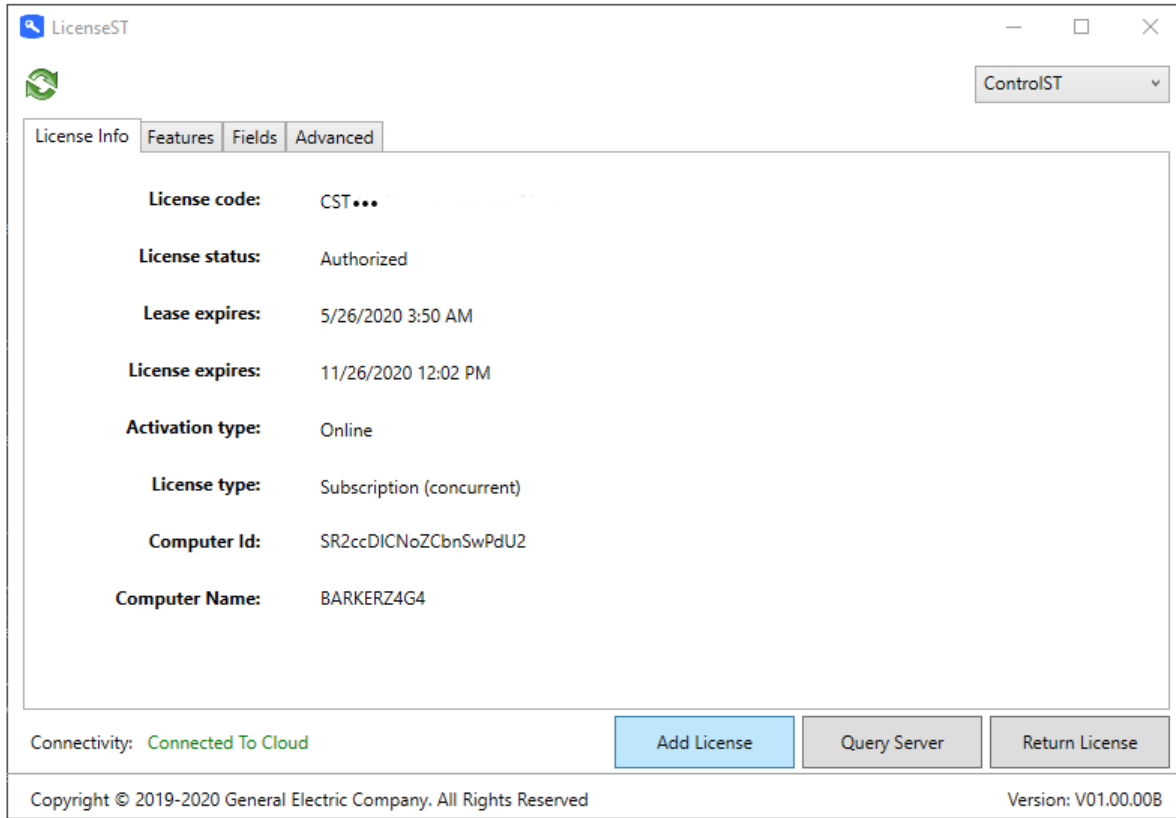 LicenseST
ControlST
License Info Features Fields Advanced
License code: CST•••
License status: Authorized
Lease expires: 5/26/2020 3:50 AM
License expires: 11/26/2020 12:02 PM
Activation type: Online
License type: Subscription (concurrent)
Computer Id: SR2ccDICNoZCbnSwPdU2
Computer Name: BARKERZ4G4
Connectivity: Connected To Cloud Add License Query Server Return License
Copyright © 2019-2020 General Electric Company. All Rights Reserved Version: V01.00.00B